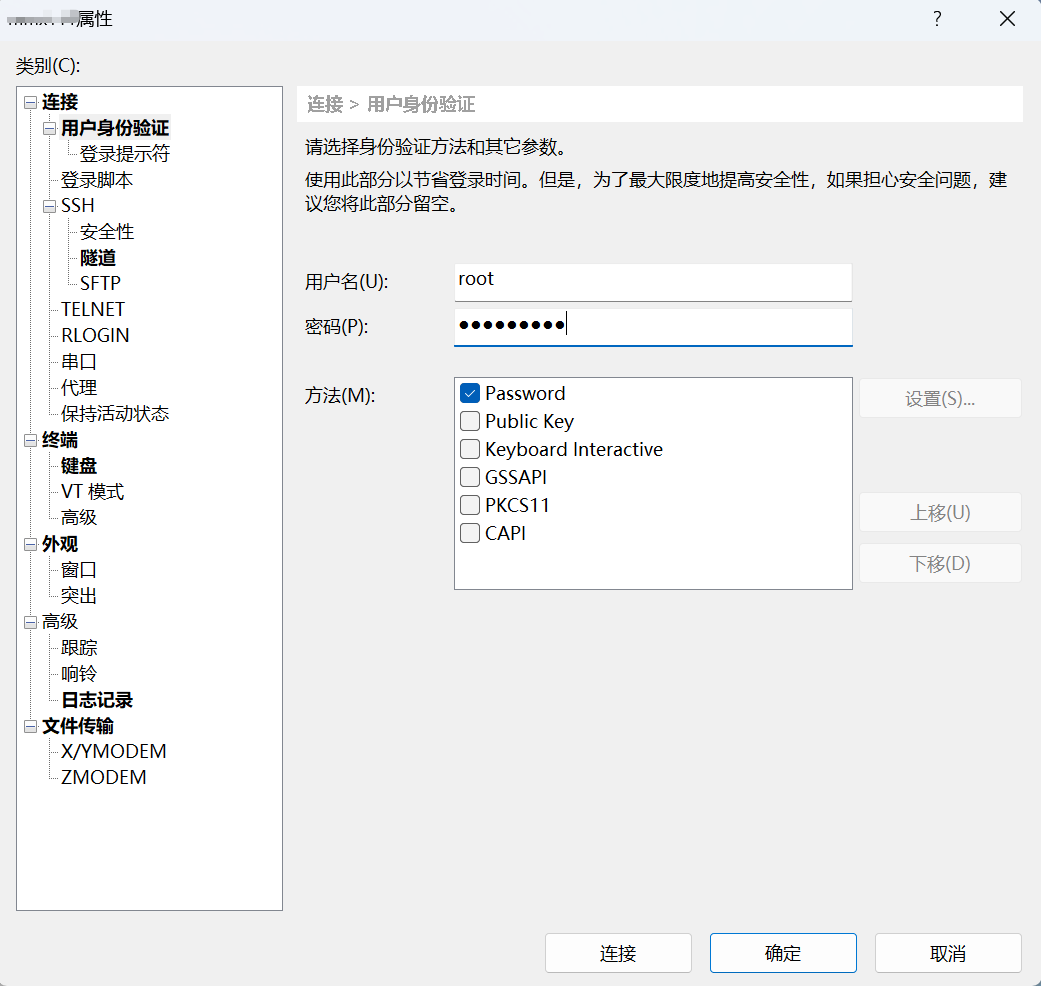 属性
?
类别(C):
连接
用户身份验证
登录提示符
登录脚本
SSH
安全性
隧道
SFTP
TELNET
RLOGIN
串口
代理
保持活动状态
终端
键盘
VT 模式
高级
外观
窗口
突出
高级
跟踪
响铃
日志记录
文件传输
X/YMODEM
ZMODEM
连接 > 用户身份验证
请选择身份验证方法和其它参数。
使用此部分以节省登录时间。但是，为了最大限度地提高安全性，如果担心安全问题，建
议您将此部分留空。
用户名(U):
root
密码(P):
●●●●●●●●●
方法(M):
Password
Public Key
Keyboard Interactive
GSSAPI
PKCS11
CAPI
设置(S)...
上移(U)
下移(D)
连接
确定
取消